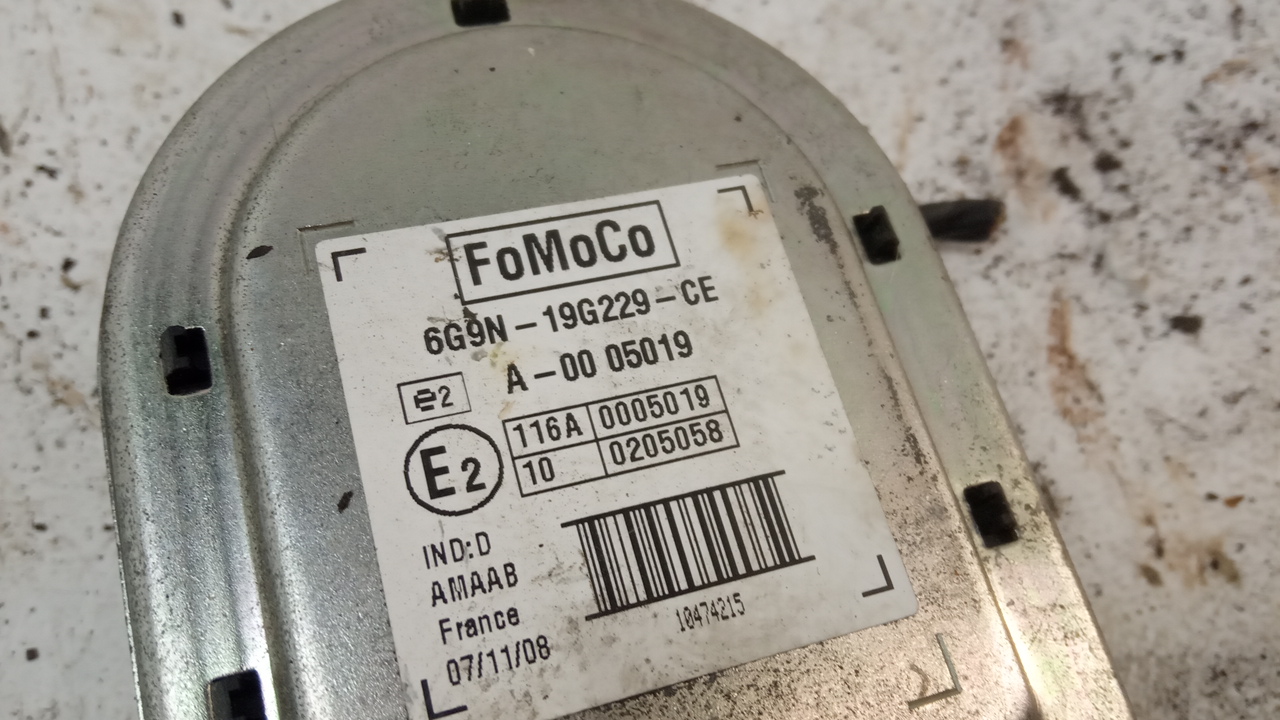 FoMoCo
6G9N-19G229-CE
A-00 05019
e2
E2
116A 0005019
10 0205058
IND:D
AMAAB
France
07/11/08
10474215